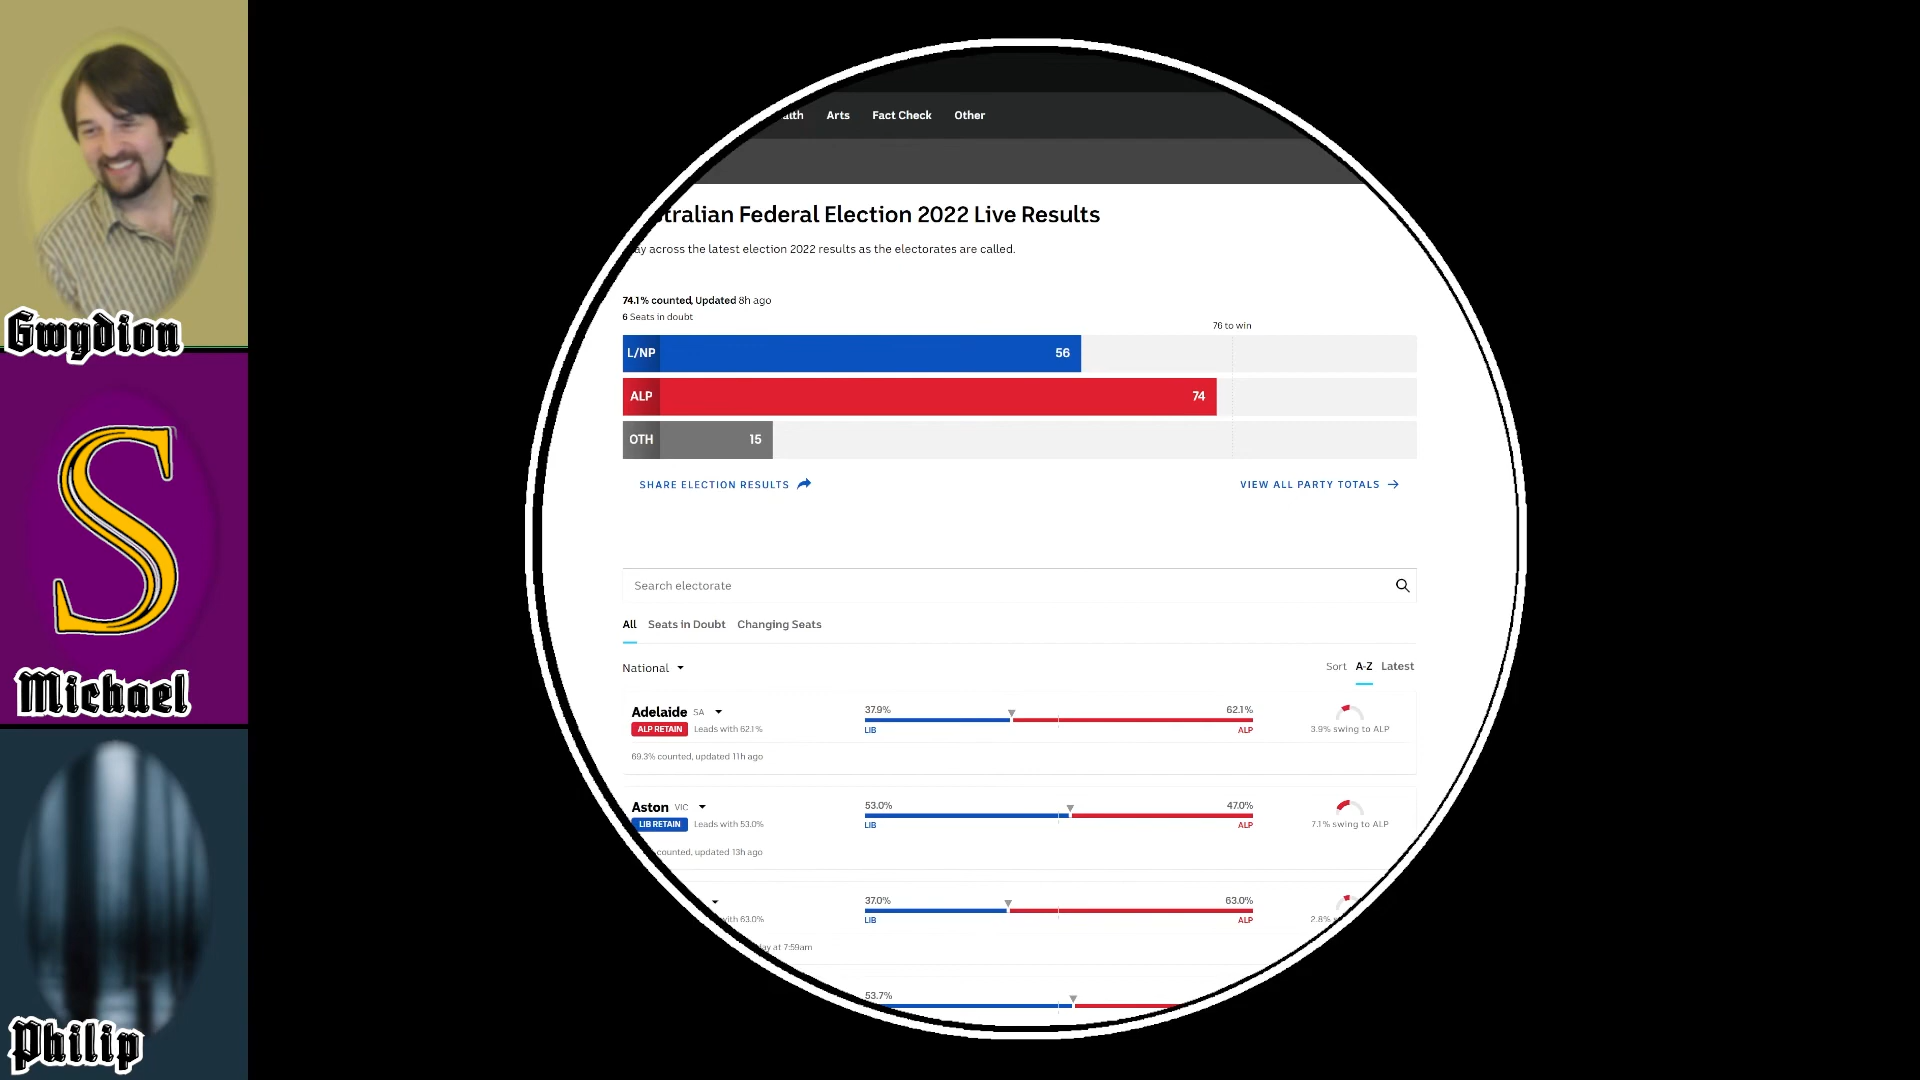 Gwydion
S
Michael
Philip
Arts Fact Check Other
Federal Election 2022 Live Results
across the latest election 2022 results as the electorates are called.
74.1% counted, Updated 8h ago
6 Seats in doubt
76 to win
L/NP 56
ALP 74
OTH 15
SHARE ELECTION RESULTS VIEW ALL PARTY TOTALS
Search electorate
All Seats in Doubt Changing Seats
National Sort A-Z Latest
Adelaide SA 37.9% 62.1%
ALP RETAIN Leads with 62.1% LIB ALP 3.9% swing to ALP
69.3% counted, updated 11h ago
Aston VIC 53.0% 47.0%
LIB RETAIN Leads with 53.0% LIB ALP 7.1% swing to ALP
counted, updated 13h ago
37.0% 63.0%
with 63.0% LIB ALP 2.8%
at 7:59am
53.7%